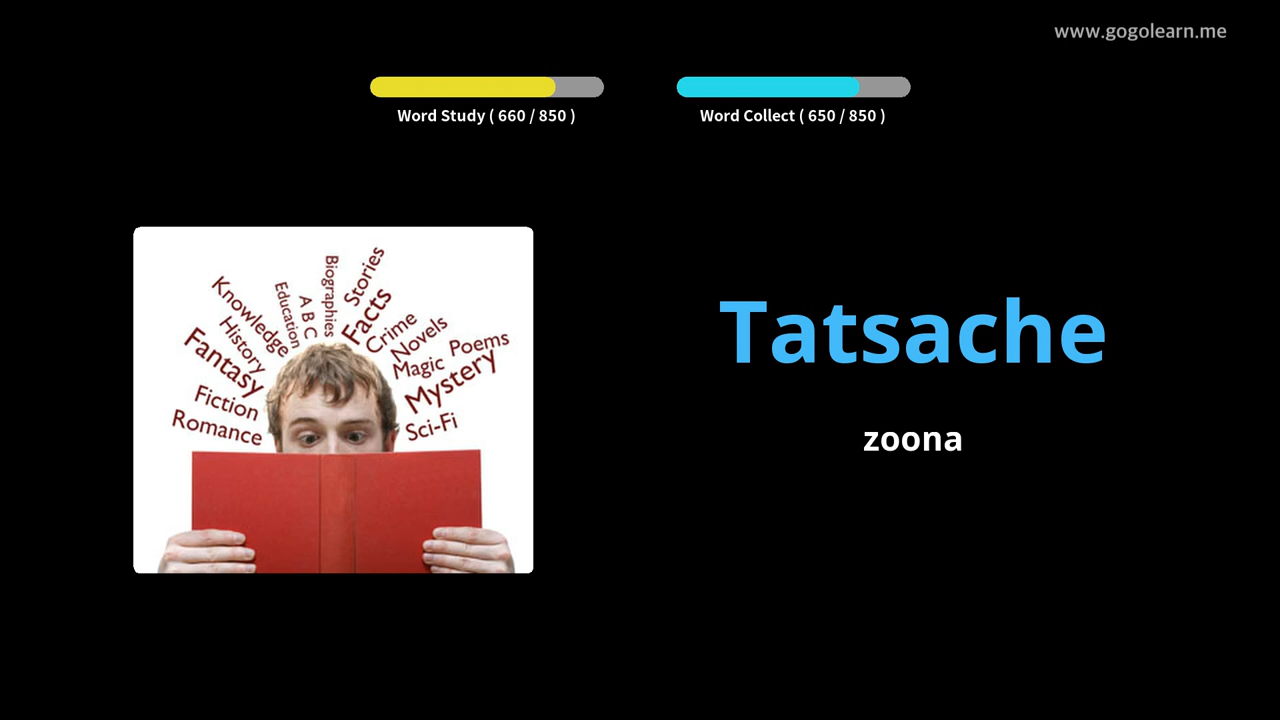 www.gogolearn.me
Word Study ( 660 / 850 )
Word Collect ( 650 / 850 )
Knowledge
History
Fantasy
Fiction
Romance
Education
A B C
Biographies
Stories
Facts
Crime
Novels
Magic
Poems
Mystery
Sci-Fi
Tatsache
zoona